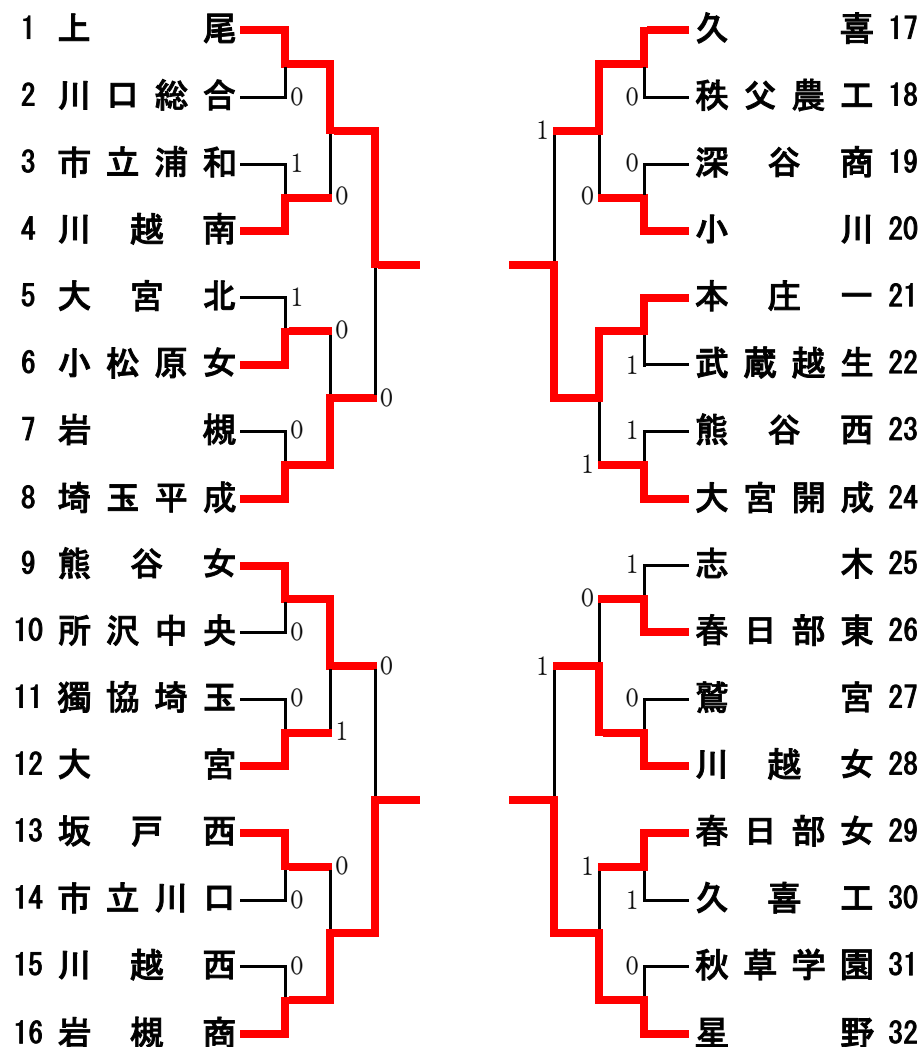 1 上尾
2 川口総合
0
3 市立浦和
1
0
4 川越南
5 大宮北
1
0
6 小松原女
0
7 岩槻
0
8 埼玉平成
9 熊谷女
10 所沢中央
0
0
11 獨協埼玉
0
1
12 大宮
13 坂戸西
0
14 市立川口
0
15 川越西
0
16 岩槻商
久喜 17
0
秩父農工 18
1
0
深谷商 19
0
小川 20
本庄一 21
1
武蔵越生 22
1
熊谷西 23
1
大宮開成 24
1
志木 25
0
春日部東 26
1
0
鷲宮 27
川越女 28
春日部女 29
1
1
久喜工 30
0
秋草学園 31
星野 32